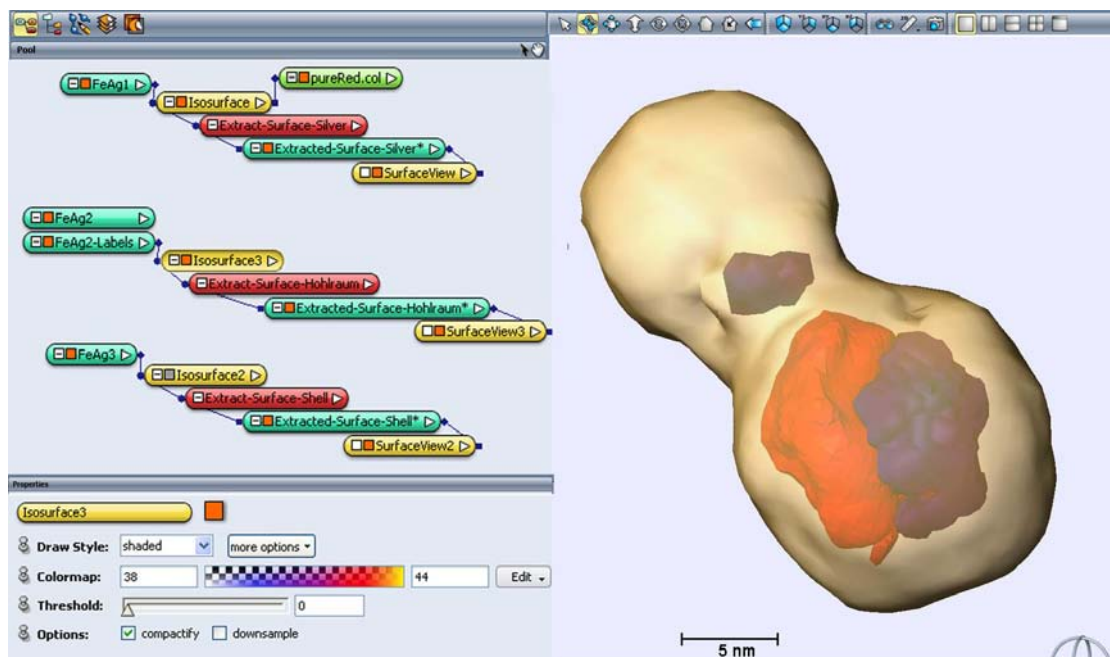 Pool
FeAg1
pureRed.col
Isosurface
Extract-Surface-Silver
Extracted-Surface-Silver*
SurfaceView
FeAg2
FeAg2-Labels
Isosurface3
Extract-Surface-Hohlraum
Extracted-Surface-Hohlraum*
SurfaceView3
FeAg3
Isosurface2
Extract-Surface-Shell
Extracted-Surface-Shell*
SurfaceView2
Properties
Isosurface3
Draw Style: shaded more options
Colormap: 38 44 Edit
Threshold: 0
Options: compactify downsample
5 nm